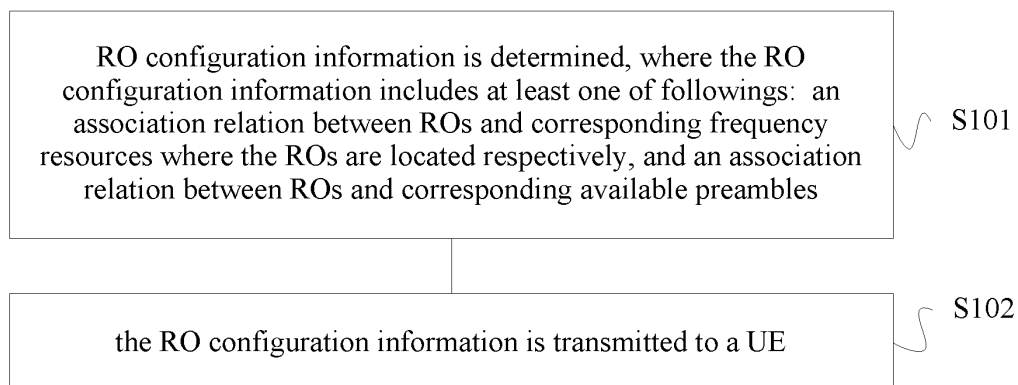 RO configuration information is determined, where the RO
configuration information includes at least one of followings: an
association relation between ROs and corresponding frequency
resources where the ROs are located respectively, and an association
relation between ROs and corresponding available preambles
S101
the RO configuration information is transmitted to a UE
S102